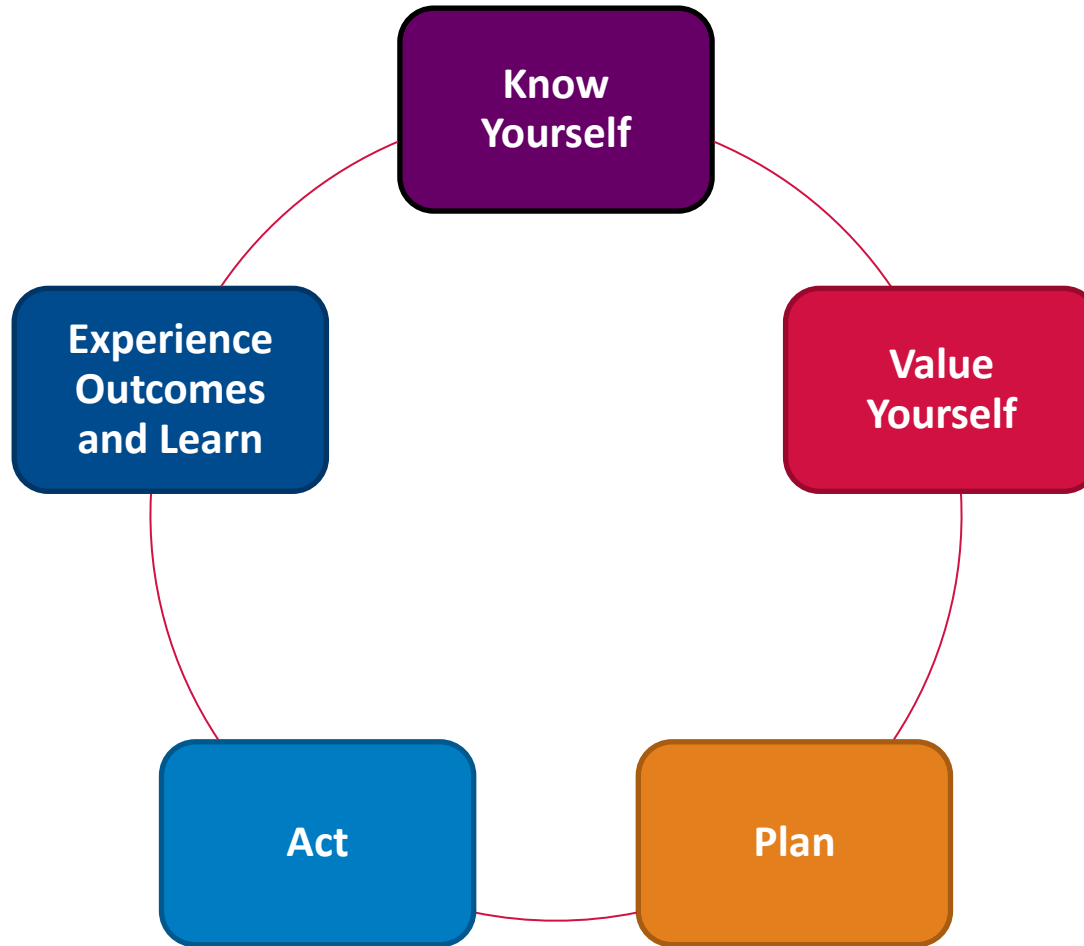 Know
Yourself
Value
Yourself
Plan
Act
Experience
Outcomes
and Learn